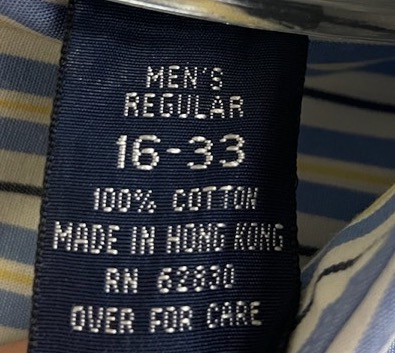 MEN'S
REGULAR
16-33
100% COTTON
MADE IN HONG KONG
RN 62830
OVER FOR CARE